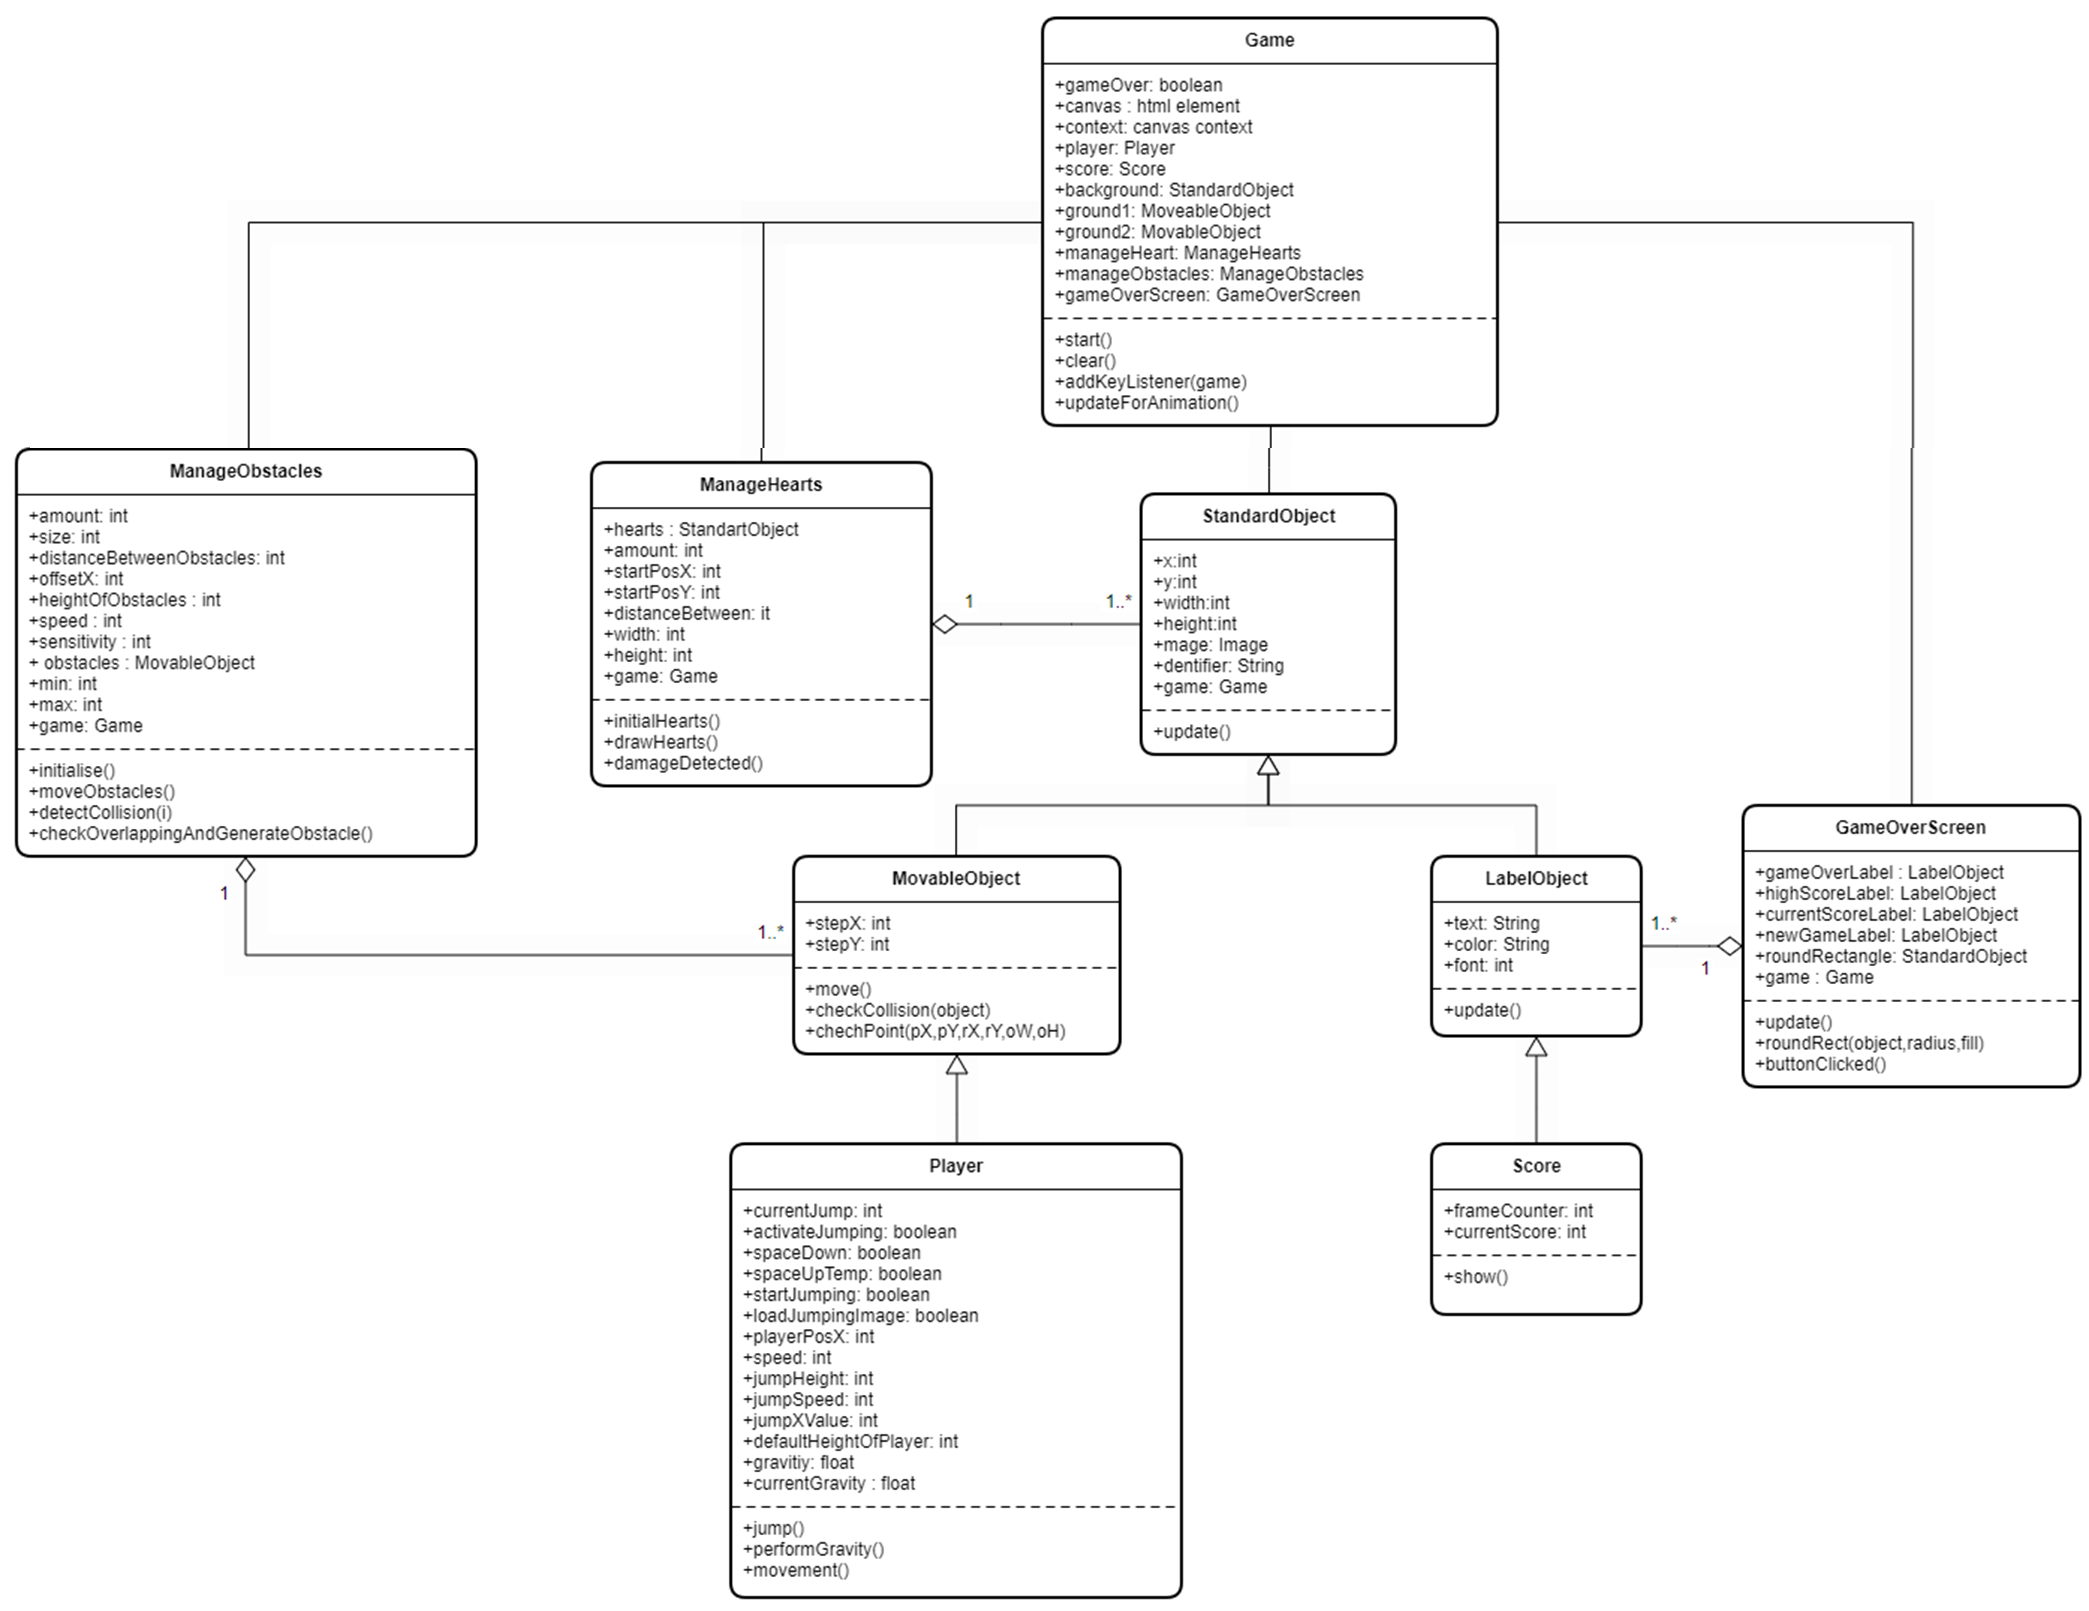 Game
+gameOver: boolean
+canvas : html element
+context: canvas context
+player: Player
+score: Score
+background: StandardObject
+ground1: MoveableObject
+ground2: MovableObject
+manageHeart: ManageHearts
+manageObstacles: ManageObstacles
+gameOverScreen: GameOverScreen
+start()
+clear()
+addKeyListener(game)
+updateForAnimation()
ManageObstacles
+amount: int
+size: int
+distanceBetweenObstacles: int
+offsetX: int
+heightOfObstacles : int
+speed : int
+sensitivity : int
+ obstacles : MovableObject
+min: int
+max: int
+game: Game
+initialise()
+moveObstacles()
+detectCollision(i)
+checkOverlappingAndGenerateObstacle()
1
1..*
ManageHearts
+hearts : StandartObject
+amount: int
+startPosX: int
+startPosY: int
+distanceBetween: it
+width: int
+height: int
+game: Game
+initialHearts()
+drawHearts()
+damageDetected()
1
1..*
StandardObject
+x:int
+y:int
+width:int
+height:int
+mage: Image
+dentifier: String
+game: Game
+update()
MovableObject
+stepX: int
+stepY: int
+move()
+checkCollision(object)
+chechPoint(pX,pY,rX,rY,oW,oH)
LabelObject
+text: String
+color: String
+font: int
+update()
1..*
1
GameOverScreen
+gameOverLabel : LabelObject
+highScoreLabel: LabelObject
+currentScoreLabel: LabelObject
+newGameLabel: LabelObject
+roundRectangle: StandardObject
+game : Game
+update()
+roundRect(object,radius,fill)
+buttonClicked()
Player
+currentJump: int
+activateJumping: boolean
+spaceDown: boolean
+spaceUpTemp: boolean
+startJumping: boolean
+loadJumpingImage: boolean
+playerPosX: int
+speed: int
+jumpHeight: int
+jumpSpeed: int
+jumpXValue: int
+defaultHeightOfPlayer: int
+gravitiy: float
+currentGravity : float
+jump()
+performGravity()
+movement()
Score
+frameCounter: int
+currentScore: int
+show()